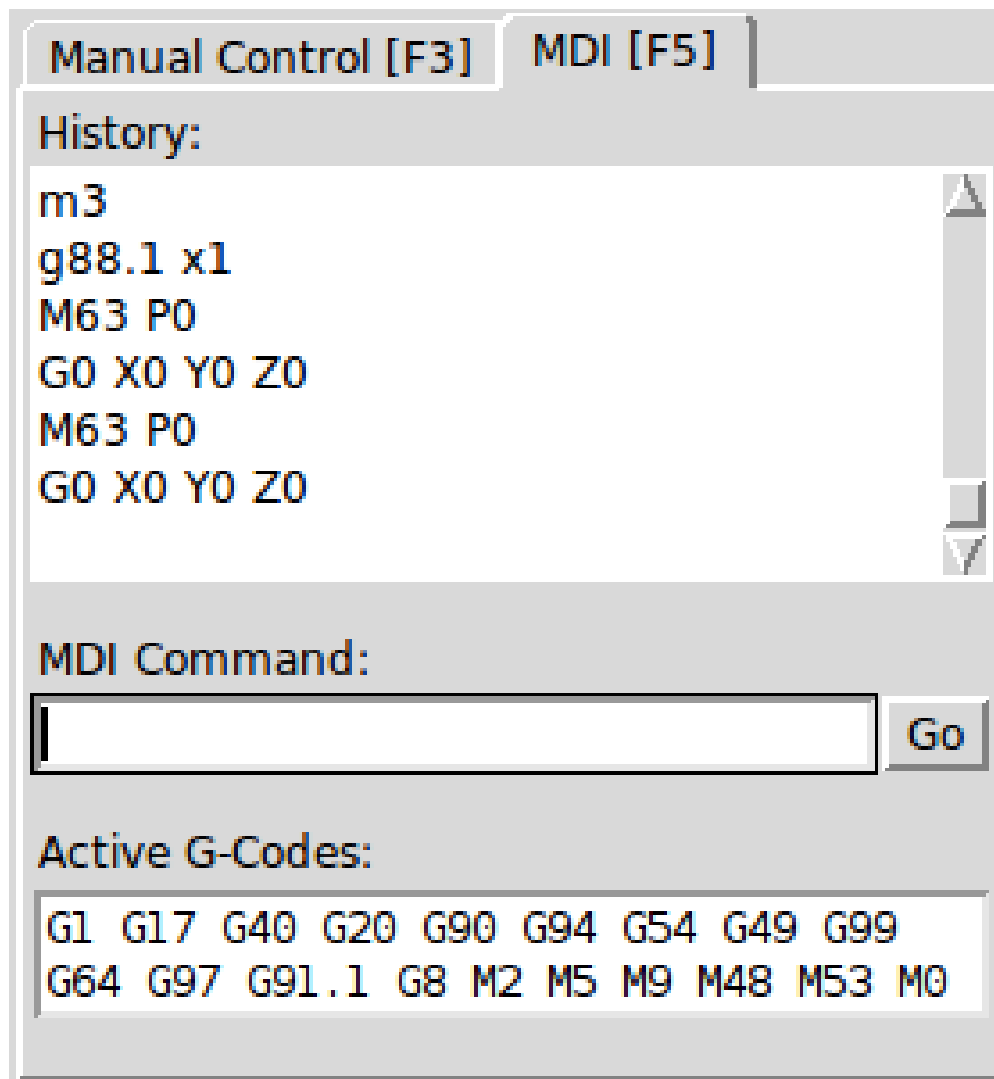 Manual Control [F3] MDI [F5]
History:
m3
g88.1 x1
M63 P0
G0 X0 Y0 Z0
M63 P0
G0 X0 Y0 Z0
MDI Command:
Go
Active G-Codes:
G1 G17 G40 G20 G90 G94 G54 G49 G99
G64 G97 G91.1 G8 M2 M5 M9 M48 M53 M0